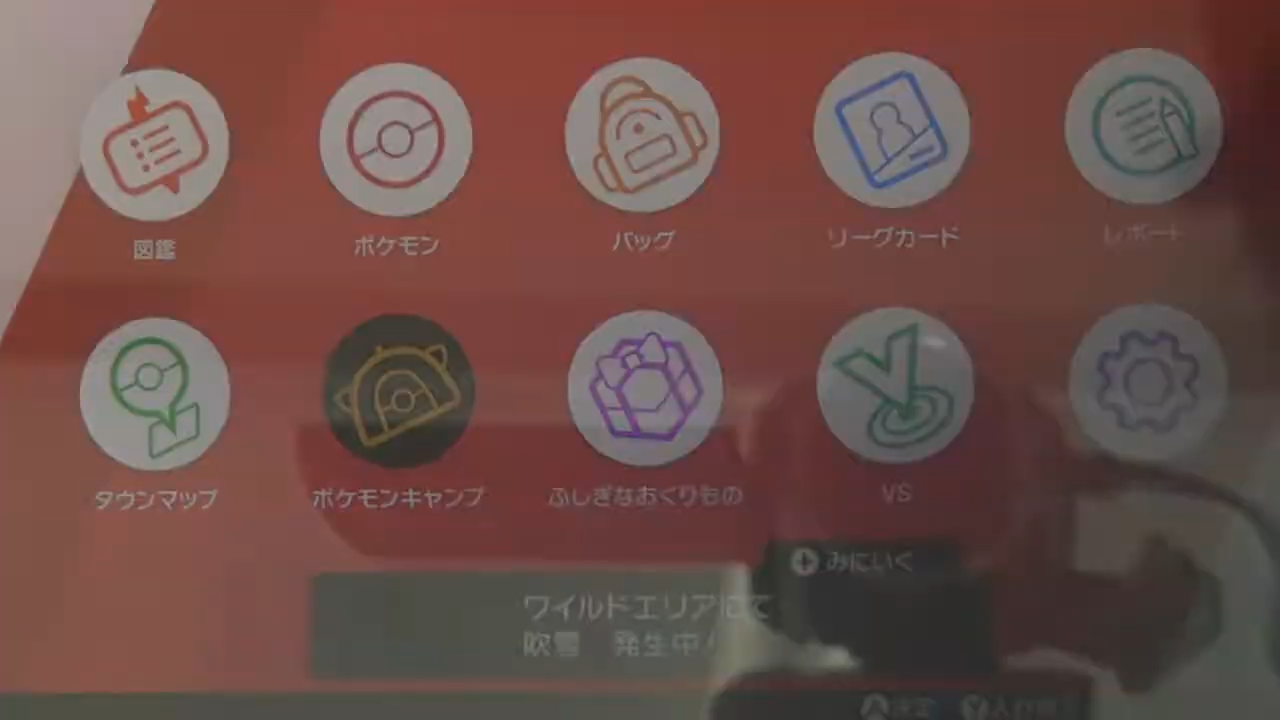 図鑑
ポケモン
バッグ
リーグカード
レポート
タウンマップ
ポケモンキャンプ
ふしぎなおくりもの
VS
みにいく
ワイルドエリアにて
吹雪 発生中!
決定